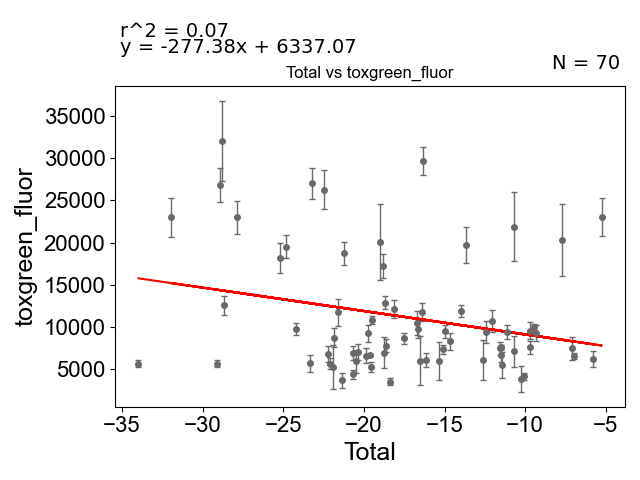 r^2 = 0.07
y = -277.38x + 6337.07
N = 70
Total vs toxgreen_fluor
35000
30000
25000
20000
15000
10000
5000
toxgreen_fluor
−35 −30 −25 −20 −15 −10 −5
Total